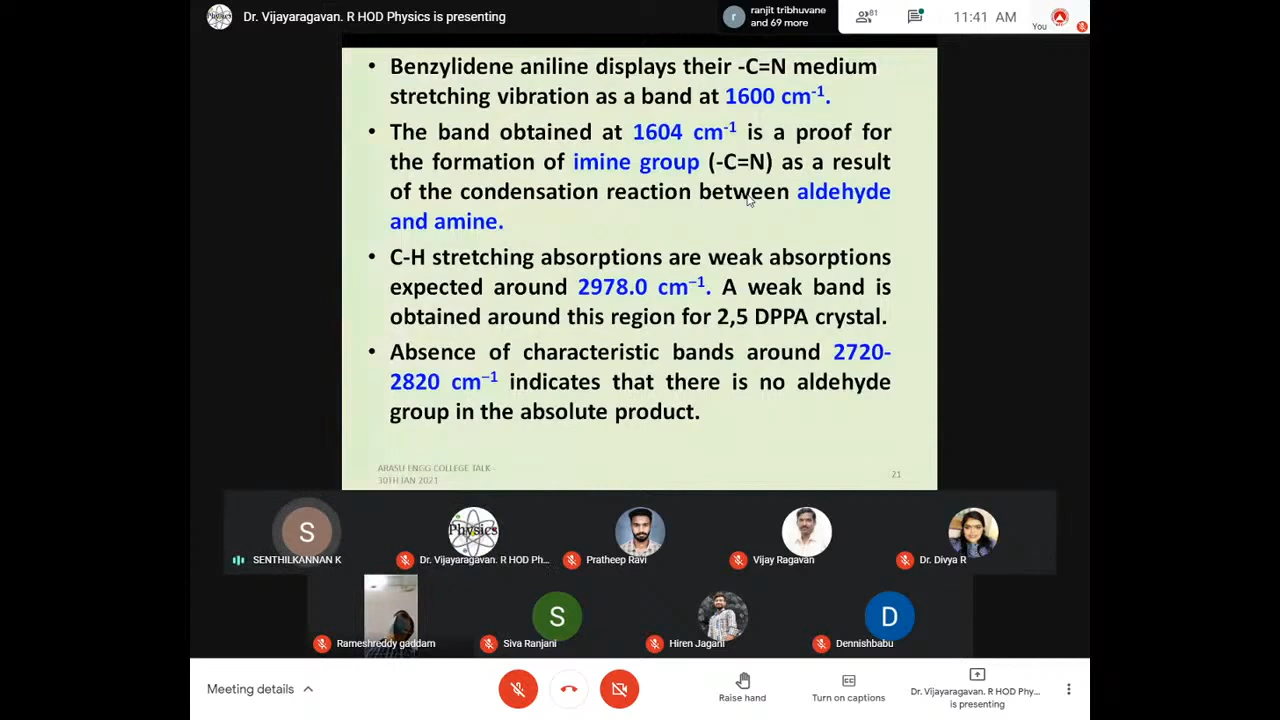 Dr. Vijayaragavan. R HOD Physics is presenting
ranjit tribhuvane
and 69 more
81
11:41 AM
You
• Benzylidene aniline displays their -C=N medium
stretching vibration as a band at 1600 cm-1.
• The band obtained at 1604 cm-1 is a proof for
the formation of imine group (-C=N) as a result
of the condensation reaction between aldehyde
and amine.
• C-H stretching absorptions are weak absorptions
expected around 2978.0 cm–1. A weak band is
obtained around this region for 2,5 DPPA crystal.
• Absence of characteristic bands around 2720-
2820 cm–1 indicates that there is no aldehyde
group in the absolute product.
ARASU ENGG COLLEGE TALK -
30TH JAN 2021
21
S
Physics
SENTHILKANNAN K
Dr. Vijayaragavan. R HOD Ph...
Pratheep Ravi
Vijay Ragavan
Dr. Divya R
S
D
Rameshreddy gaddam
Siva Ranjani
Hiren Jagani
Dennishbabu
Meeting details
Raise hand
Turn on captions
Dr. Vijayaragavan. R HOD Phy...
is presenting